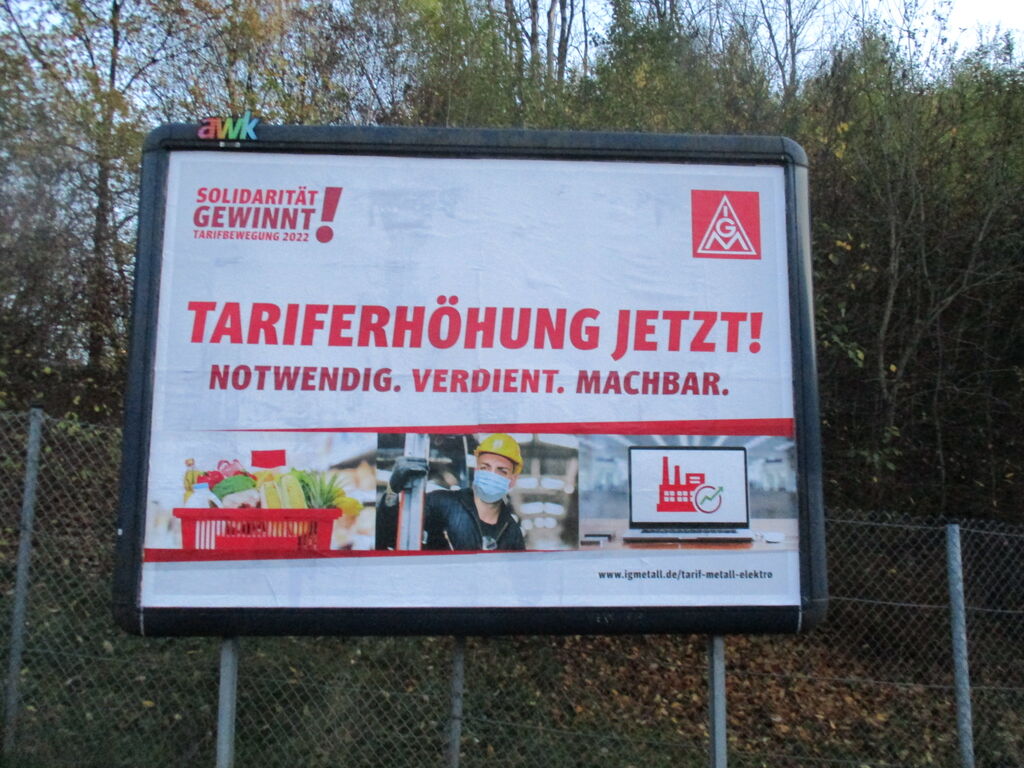 awk
SOLIDARITÄT
GEWINNT!
TARIFBEWEGUNG 2022
IGM
TARIFERHÖHUNG JETZT!
NOTWENDIG. VERDIENT. MACHBAR.
www.igmetall.de/tarif-metall-elektro